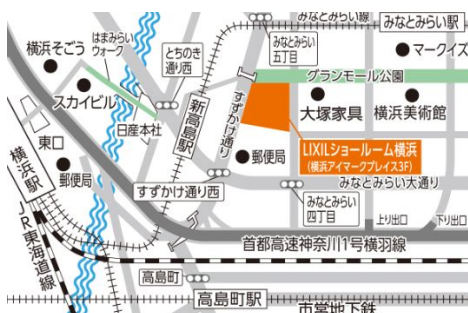 みなとみらい線
みなとみらい駅
横浜そごう
はまみらい
ウォーク
とちのき
通り西
みなとみらい
五丁目
マークイズ
グランモール公園
スカイビル
新高島駅
すずかけ通り
大塚家具
横浜美術館
日産本社
東口
横浜駅
郵便局
郵便局
LIXILショールーム横浜
(横浜アイマークプレイス3F)
すずかけ通り西
みなとみらい大通り
みなとみらい
四丁目
上り出口
下り出口
JR東海道線
首都高速神奈川1号横羽線
高島町
高島町駅
市営地下鉄